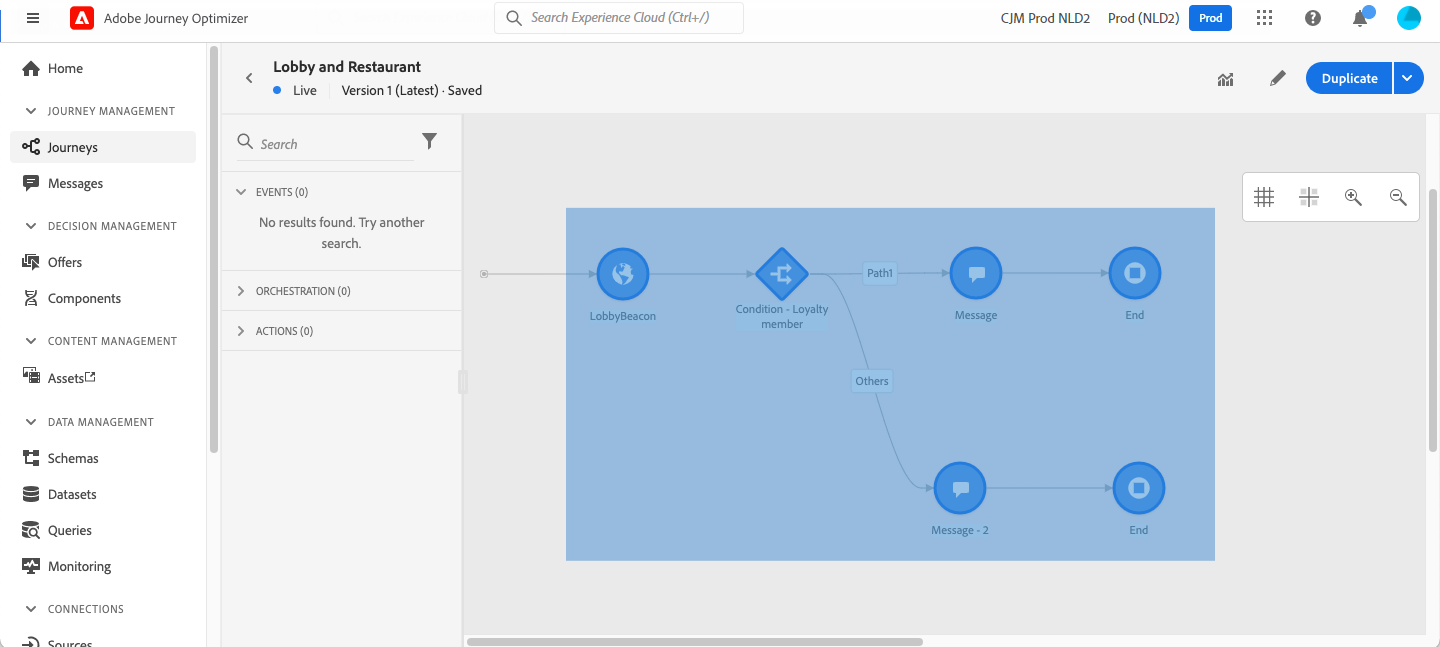 Adobe Journey Optimizer
Search Experience Cloud (Ctrl+/)
CJM Prod NLD2
Prod (NLD2)
Prod
Home
JOURNEY MANAGEMENT
Journeys
Messages
DECISION MANAGEMENT
Offers
Components
CONTENT MANAGEMENT
Assets
DATA MANAGEMENT
Schemas
Datasets
Queries
Monitoring
CONNECTIONS
Sources
Lobby and Restaurant
Live
Version 1 (Latest) · Saved
Duplicate
Search
EVENTS (0)
No results found. Try another
search.
ORCHESTRATION (0)
ACTIONS (0)
LobbyBeacon
Condition - Loyalty
member
Path1
Message
End
Others
Message - 2
End